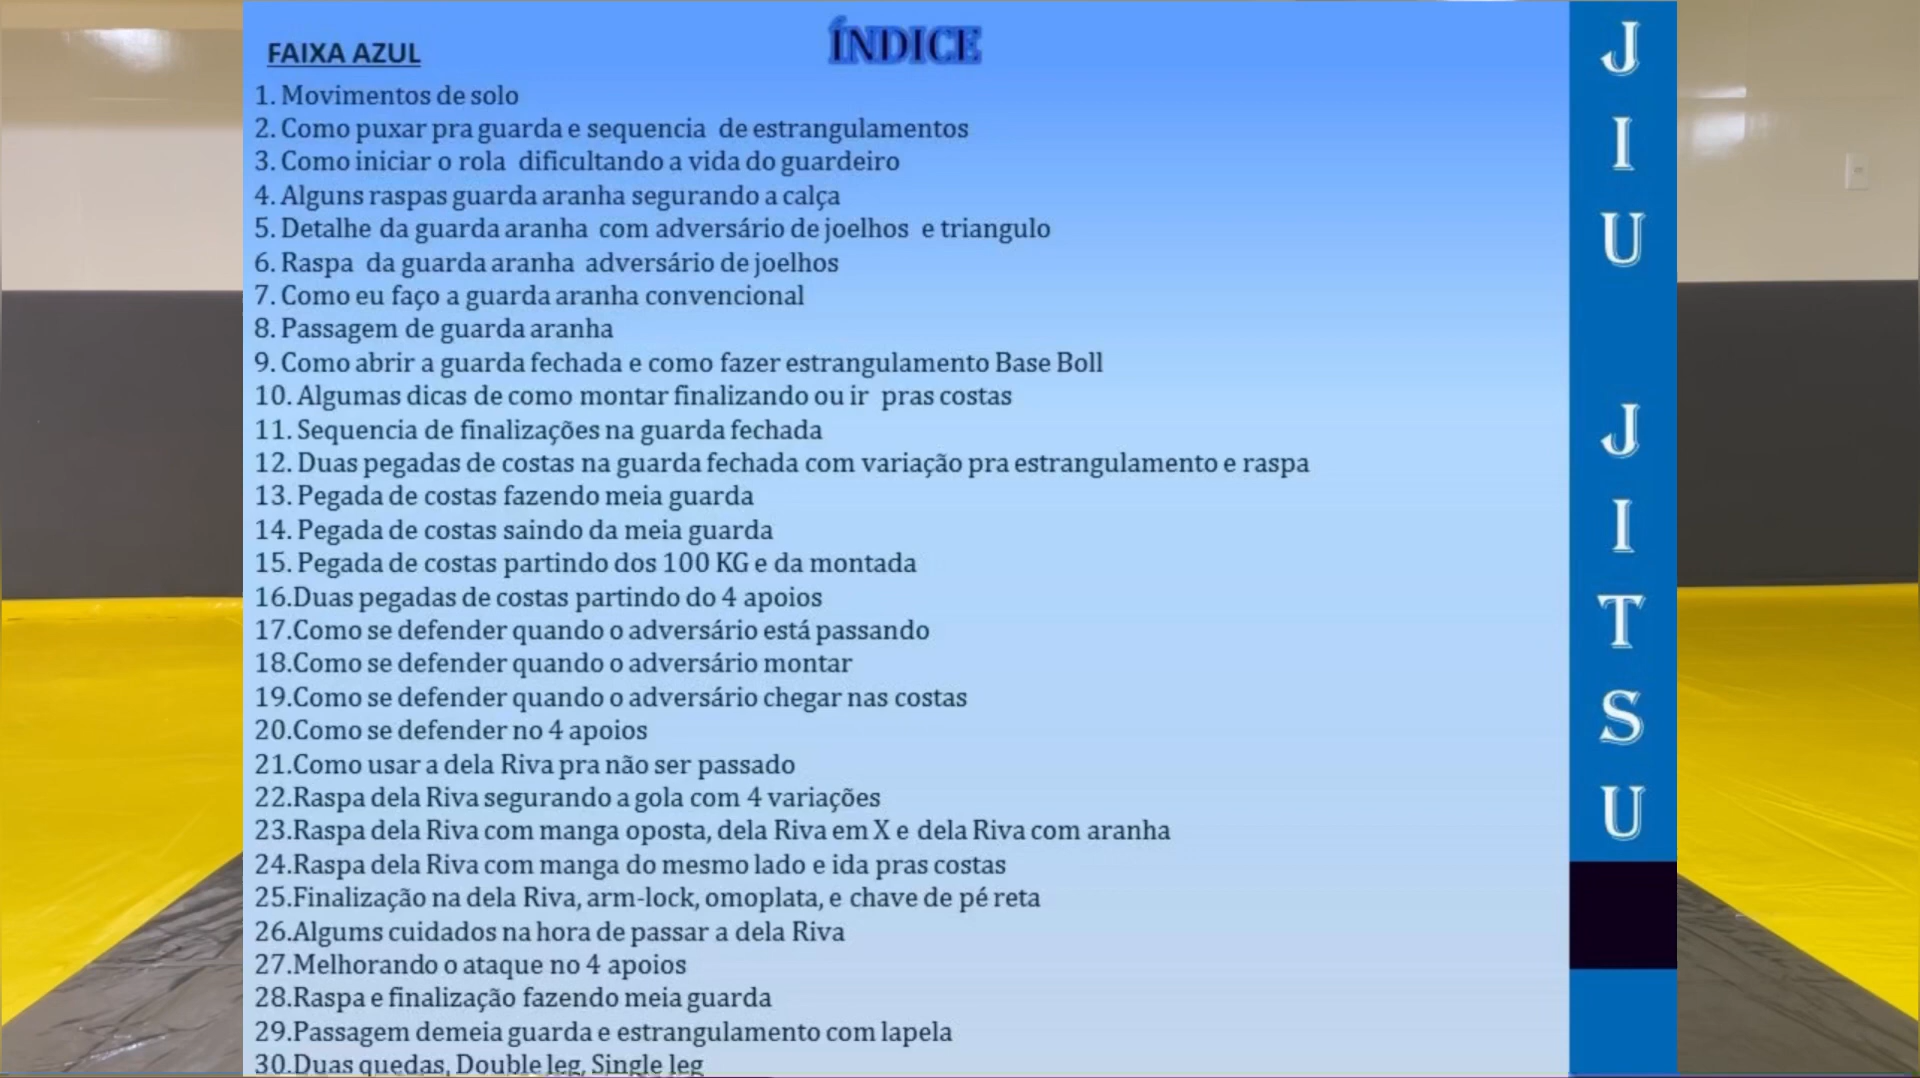 ÍNDICE
FAIXA AZUL
1. Movimentos de solo
2. Como puxar pra guarda e sequencia de estrangulamentos
3. Como iniciar o rola dificultando a vida do guardeiro
4. Alguns raspas guarda aranha segurando a calça
5. Detalhe da guarda aranha com adversário de joelhos e triangulo
6. Raspa da guarda aranha adversário de joelhos
7. Como eu faço a guarda aranha convencional
8. Passagem de guarda aranha
9. Como abrir a guarda fechada e como fazer estrangulamento Base Boll
10. Algumas dicas de como montar finalizando ou ir pras costas
11. Sequencia de finalizações na guarda fechada
12. Duas pegadas de costas na guarda fechada com variação pra estrangulamento e raspa
13. Pegada de costas fazendo meia guarda
14. Pegada de costas saindo da meia guarda
15. Pegada de costas partindo dos 100 KG e da montada
16.Duas pegadas de costas partindo do 4 apoios
17.Como se defender quando o adversário está passando
18.Como se defender quando o adversário montar
19.Como se defender quando o adversário chegar nas costas
20.Como se defender no 4 apoios
21.Como usar a dela Riva pra não ser passado
22.Raspa dela Riva segurando a gola com 4 variações
23.Raspa dela Riva com manga oposta, dela Riva em X e dela Riva com aranha
24.Raspa dela Riva com manga do mesmo lado e ida pras costas
25.Finalização na dela Riva, arm-lock, omoplata, e chave de pé reta
26.Algums cuidados na hora de passar a dela Riva
27.Melhorando o ataque no 4 apoios
28.Raspa e finalização fazendo meia guarda
29.Passagem demeia guarda e estrangulamento com lapela
30.Duas quedas, Double leg, Single leg
JIU JITSU